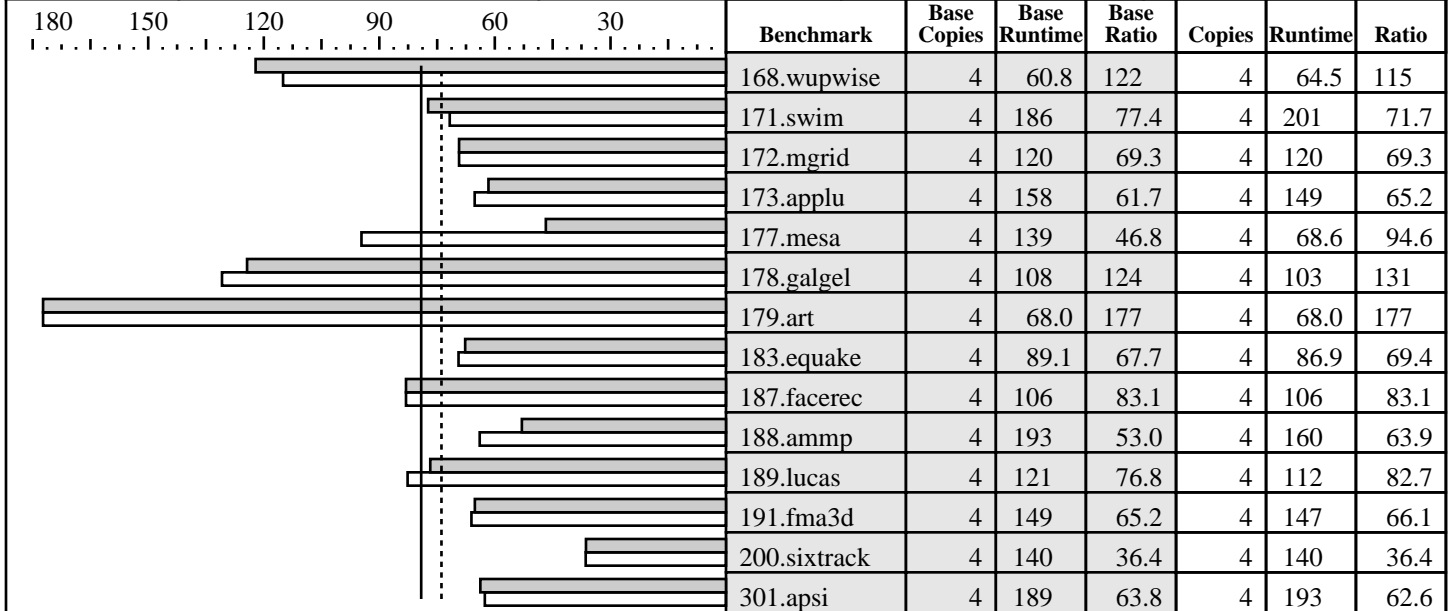 180 150 120 90 60 30
Benchmark Base Copies Base Runtime Base Ratio Copies Runtime Ratio
168.wupwise 4 60.8 122 4 64.5 115
171.swim 4 186 77.4 4 201 71.7
172.mgrid 4 120 69.3 4 120 69.3
173.applu 4 158 61.7 4 149 65.2
177.mesa 4 139 46.8 4 68.6 94.6
178.galgel 4 108 124 4 103 131
179.art 4 68.0 177 4 68.0 177
183.equake 4 89.1 67.7 4 86.9 69.4
187.facerec 4 106 83.1 4 106 83.1
188.ammp 4 193 53.0 4 160 63.9
189.lucas 4 121 76.8 4 112 82.7
191.fma3d 4 149 65.2 4 147 66.1
200.sixtrack 4 140 36.4 4 140 36.4
301.apsi 4 189 63.8 4 193 62.6